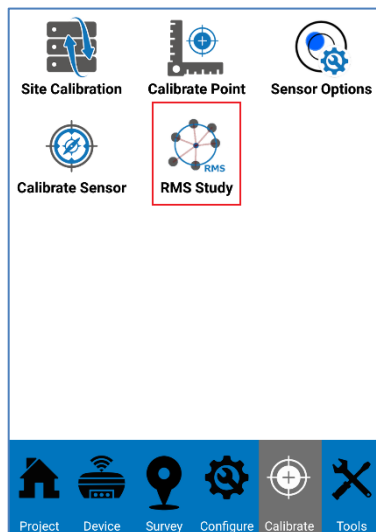 Site Calibration
Calibrate Point
Sensor Options
Calibrate Sensor
RMS
RMS Study
Project
Device
Survey
Configure
Calibrate
Tools